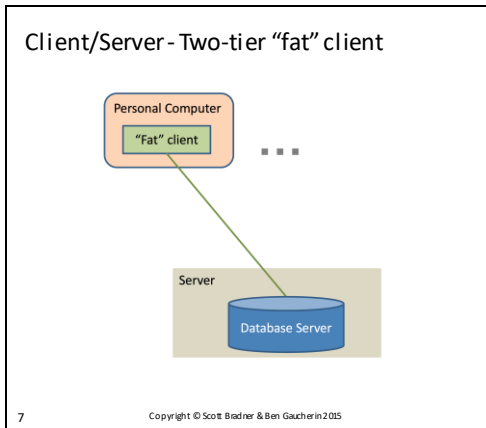 Client/Server - Two-tier “fat” client
Personal Computer
“Fat” client
...
Server
Database Server
7
Copyright © Scott Bradner & Ben Gaucherin 2015